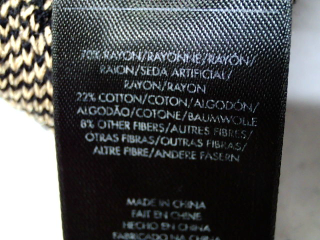 70% RAYON/RAYONNE/RAYÓN/
RAION/SEDA ARTIFICIAL/
RAYON/RAYON
22% COTTON/COTON/ALGODÓN/
ALGODÃO/COTONE/BAUMWOLLE
8% OTHER FIBERS/AUTRES FIBRES/
OTRAS FIBRAS/OUTRAS FIBRAS/
ALTRE FIBRE/ANDERE FASERN
MADE IN CHINA
FAIT EN CHINE
HECHO EN CHINA
FABRICADO NA CHINA